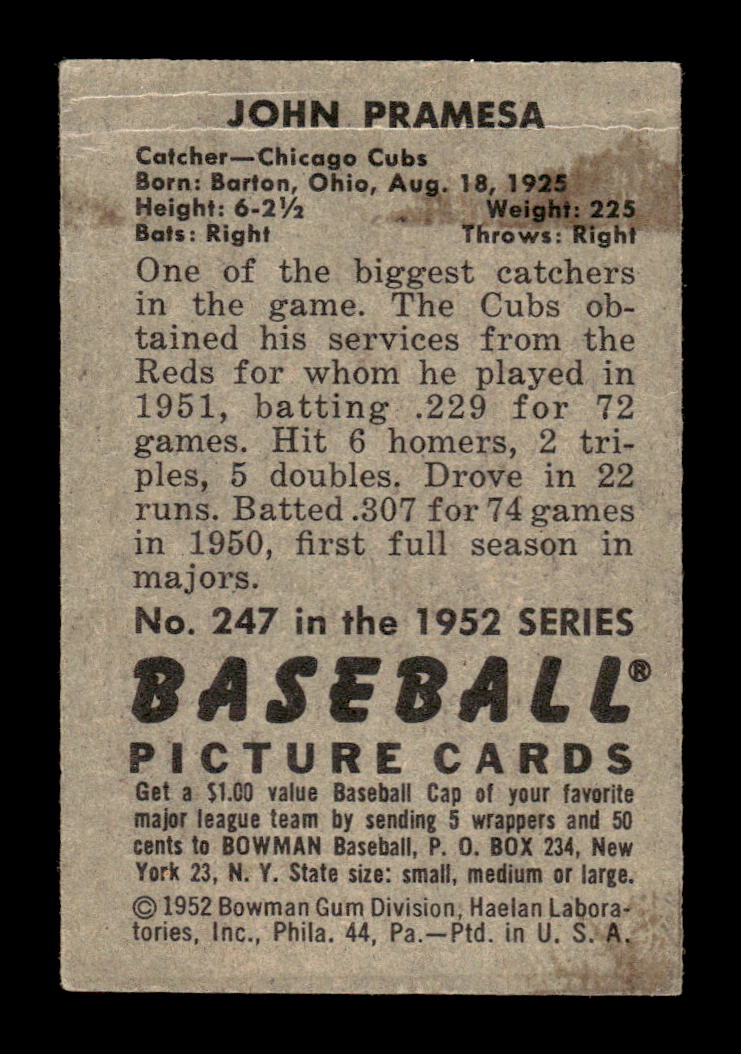 JOHN PRAMESA
Catcher—Chicago Cubs
Born: Barton, Ohio, Aug. 18, 1925
Height: 6-2½ Weight: 225
Bats: Right Throws: Right
One of the biggest catchers
in the game. The Cubs ob-
tained his services from the
Reds for whom he played in
1951, batting .229 for 72
games. Hit 6 homers, 2 tri-
ples, 5 doubles. Drove in 22
runs. Batted .307 for 74 games
in 1950, first full season in
majors.
No. 247 in the 1952 SERIES
BASEBALL®
PICTURE CARDS
Get a $1.00 value Baseball Cap of your favorite
major league team by sending 5 wrappers and 50
cents to BOWMAN Baseball, P. O. BOX 234, New
York 23, N. Y. State size: small, medium or large.
© 1952 Bowman Gum Division, Haelan Labora-
tories, Inc., Phila. 44, Pa.—Ptd. in U. S. A.